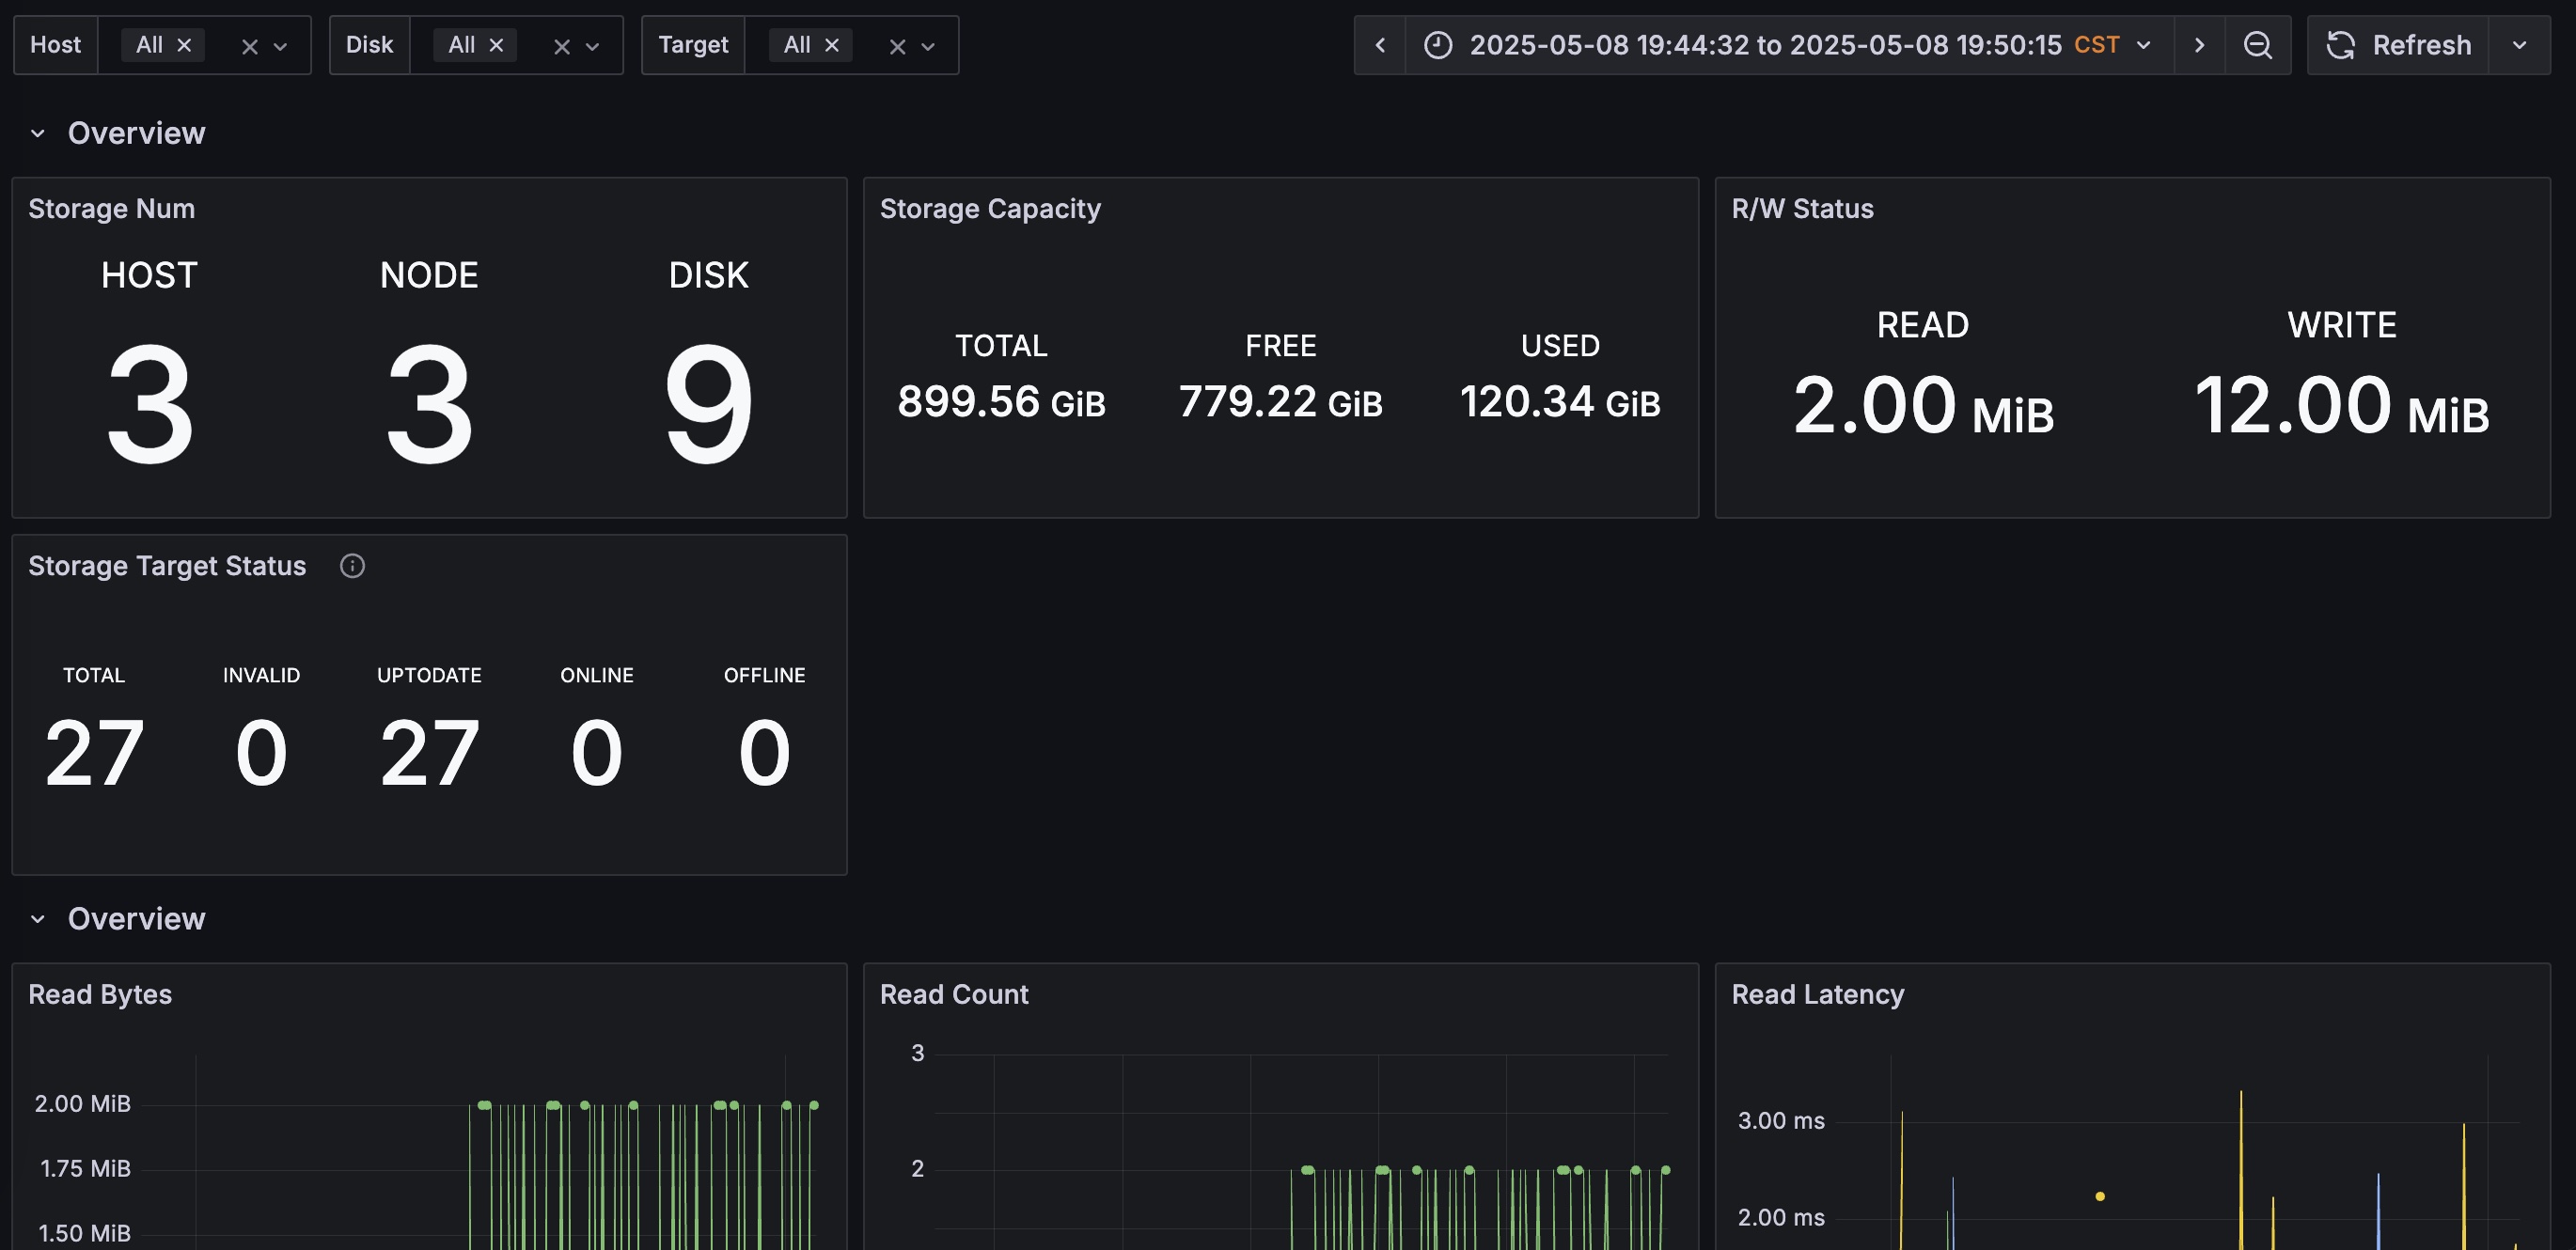 Host All Disk All Target All 2025-05-08 19:44:32 to 2025-05-08 19:50:15 CST Refresh
Overview
Storage Num
HOST NODE DISK
3 3 9
Storage Capacity
TOTAL FREE USED
899.56 GiB 779.22 GiB 120.34 GiB
R/W Status
READ WRITE
2.00 MiB 12.00 MiB
Storage Target Status
TOTAL INVALID UPTODATE ONLINE OFFLINE
27 0 27 0 0
Overview
Read Bytes
2.00 MiB
1.75 MiB
1.50 MiB
Read Count
3
2
Read Latency
3.00 ms
2.00 ms